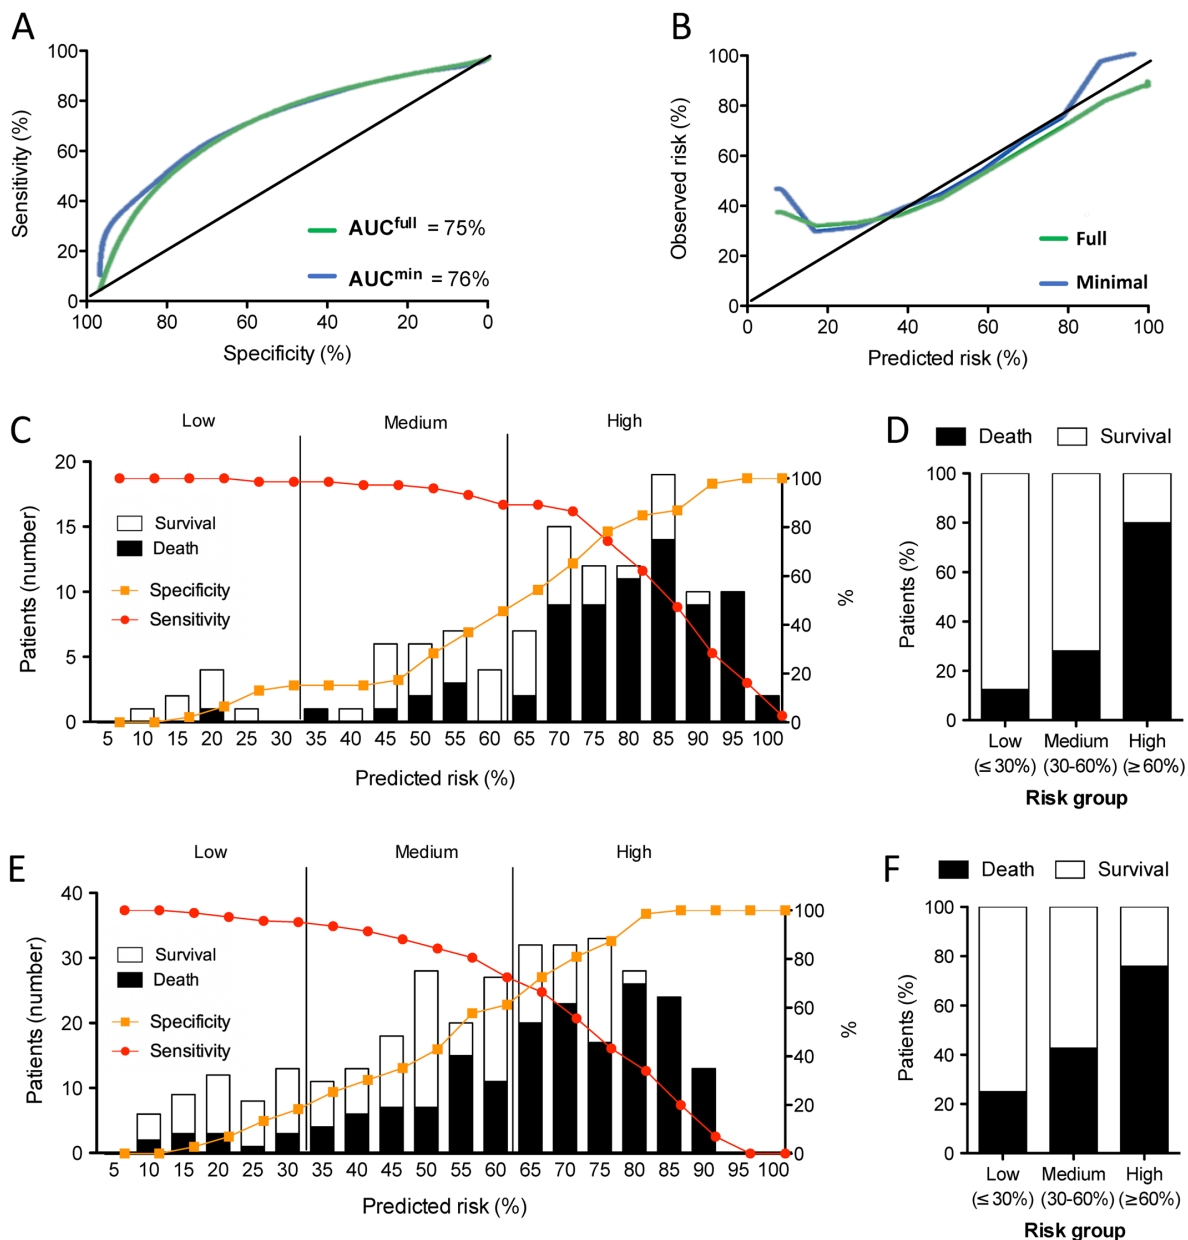 A
100
80
60
40
20
0
Sensitivity (%)
AUCfull = 75%
AUCmin = 76%
100 80 60 40 20 0
Specificity (%)
B
100
80
60
40
20
0
Observed risk (%)
Full
Minimal
0 20 40 60 80 100
Predicted risk (%)
C
Low Medium High
20
15
10
5
0
Patients (number)
Survival
Death
Specificity
Sensitivity
100
80
60
40
20
0
%
5 10 15 20 25 30 35 40 45 50 55 60 65 70 75 80 85 90 95 100
Predicted risk (%)
D
Death Survival
100
80
60
40
20
0
Patients (%)
Low Medium High
(≤30%) (30-60%) (≥60%)
Risk group
E
Low Medium High
40
30
20
10
0
Patients (number)
Survival
Death
Specificity
Sensitivity
100
80
60
40
20
0
%
5 10 15 20 25 30 35 40 45 50 55 60 65 70 75 80 85 90 95 100
Predicted risk (%)
F
Death Survival
100
80
60
40
20
0
Patients (%)
Low Medium High
(≤30%) (30-60%) (≥60%)
Risk group